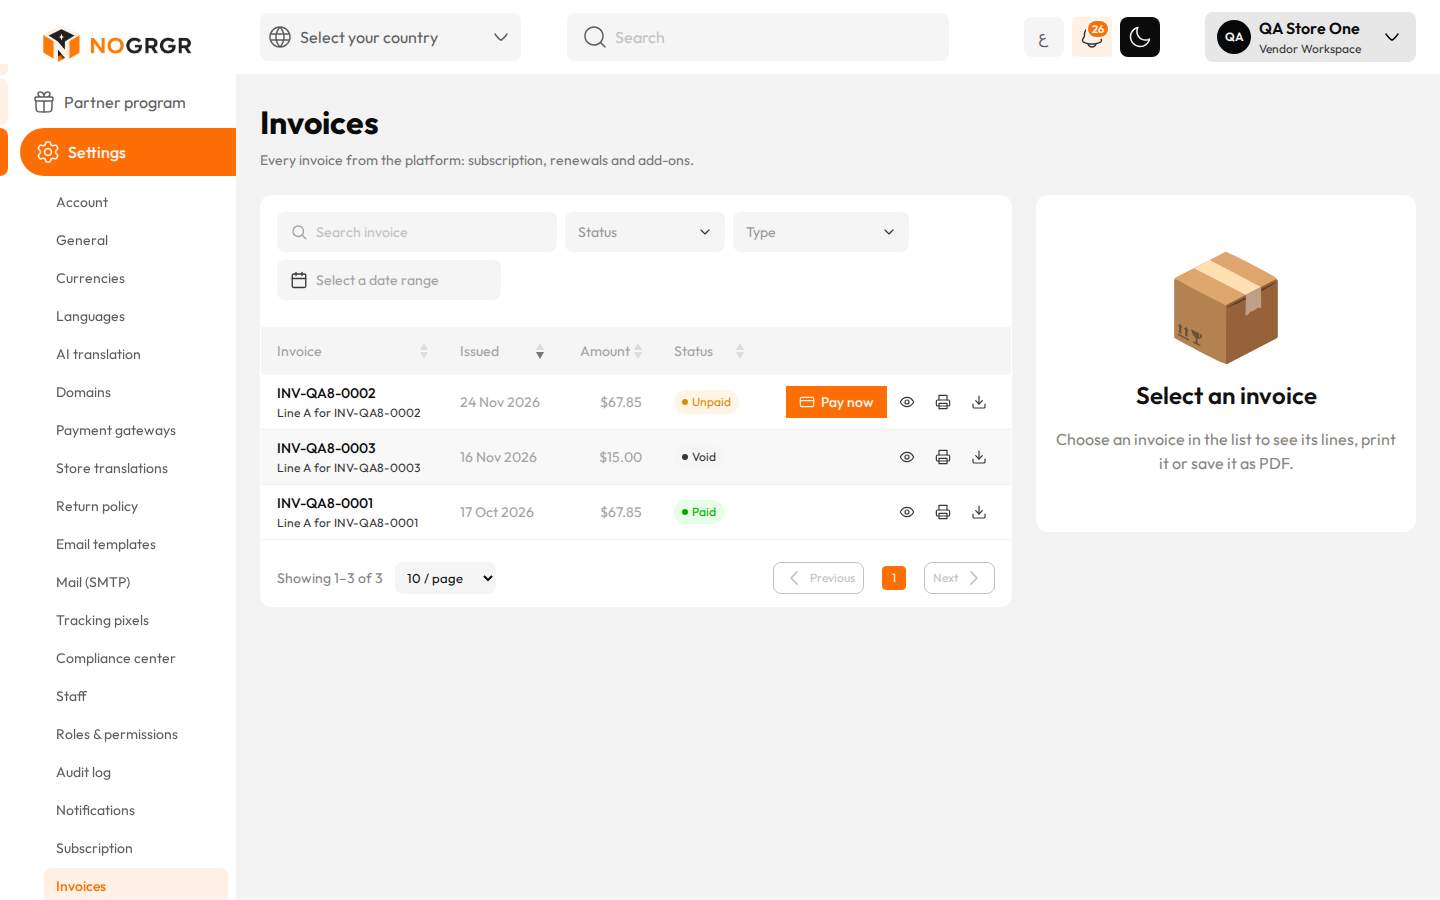 NOGRGR
Select your country
Search
ع
26
QA
QA Store One
Vendor Workspace
Partner program
Settings
Account
General
Currencies
Languages
AI translation
Domains
Payment gateways
Store translations
Return policy
Email templates
Mail (SMTP)
Tracking pixels
Compliance center
Staff
Roles & permissions
Audit log
Notifications
Subscription
Invoices
Invoices
Every invoice from the platform: subscription, renewals and add-ons.
Search invoice
Status
Type
Select a date range
Invoice Issued Amount Status
INV-QA8-0002
Line A for INV-QA8-0002
24 Nov 2026 $67.85 Unpaid Pay now
INV-QA8-0003
Line A for INV-QA8-0003
16 Nov 2026 $15.00 Void
INV-QA8-0001
Line A for INV-QA8-0001
17 Oct 2026 $67.85 Paid
Showing 1–3 of 3 10 / page Previous 1 Next
Select an invoice
Choose an invoice in the list to see its lines, print
it or save it as PDF.